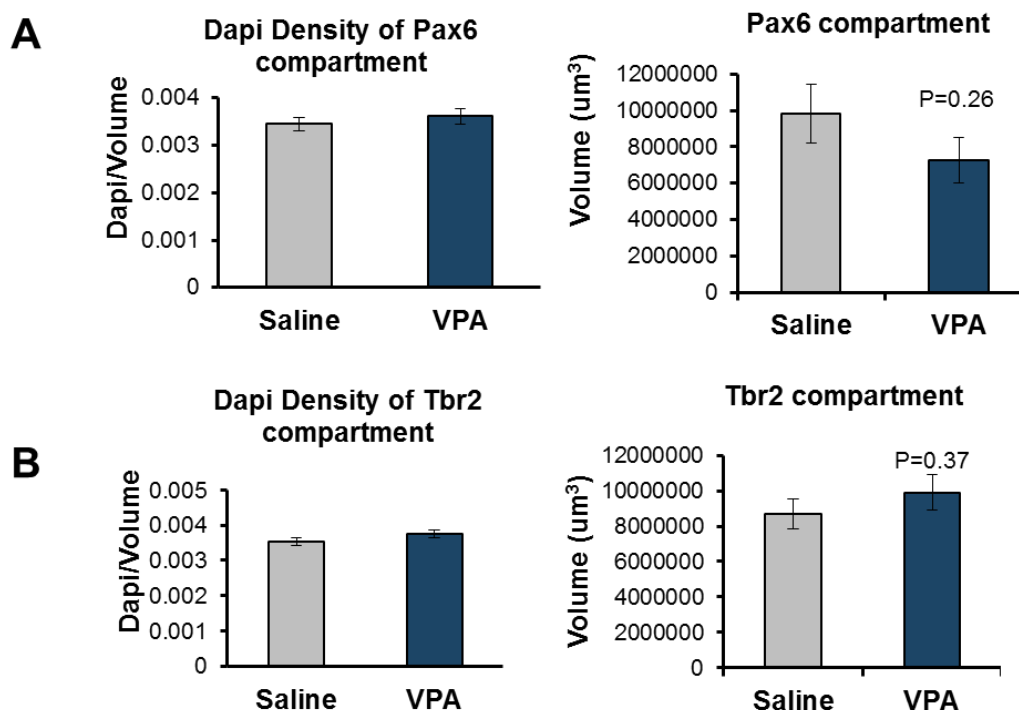 A
Dapi Density of Pax6
compartment
Dapi/Volume
0.004
0.003
0.002
0.001
0
Saline VPA
Pax6 compartment
Volume (um³)
12000000
10000000
8000000
6000000
4000000
2000000
0
P=0.26
Saline VPA
B
Dapi Density of Tbr2
compartment
Dapi/Volume
0.005
0.004
0.003
0.002
0.001
0
Saline VPA
Tbr2 compartment
Volume (um³)
12000000
10000000
8000000
6000000
4000000
2000000
0
P=0.37
Saline VPA